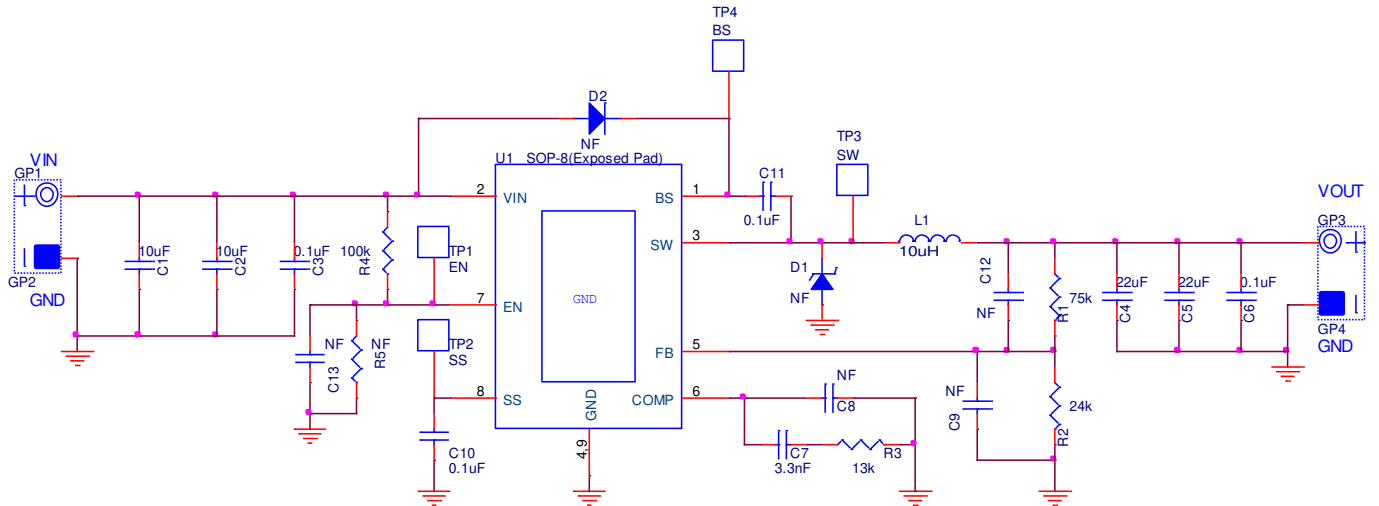 TP4
BS
D2
NF
U1 SOP-8(Exposed Pad)
TP3
SW
VIN
GP1
+
−
GP2
GND
10uF
C1
10uF
C2
0.1uF
C3
100k
R4
TP1
EN
TP2
SS
NF
C13
NF
R5
C10
0.1uF
2
VIN
7
EN
8
SS
GND
GND
4,9
BS
1
SW
3
FB
5
COMP
6
C11
0.1uF
D1
NF
L1
10uH
C12
NF
75k
R1
22uF
C4
22uF
C5
0.1uF
C6
VOUT
GP3
+
−
GP4
GND
NF
C8
C7
3.3nF
R3
13k
NF
C9
24k
R2